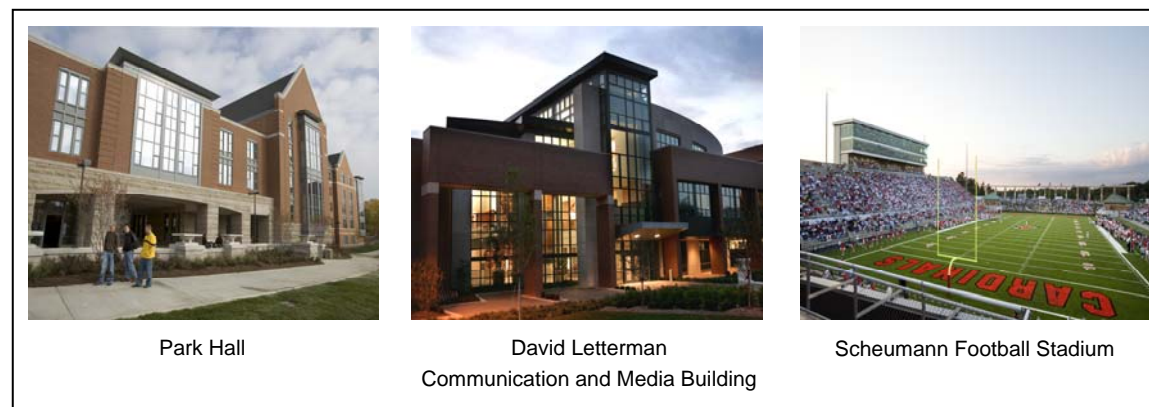 CARDINALS
Park Hall
David Letterman
Communication and Media Building
Scheumann Football Stadium